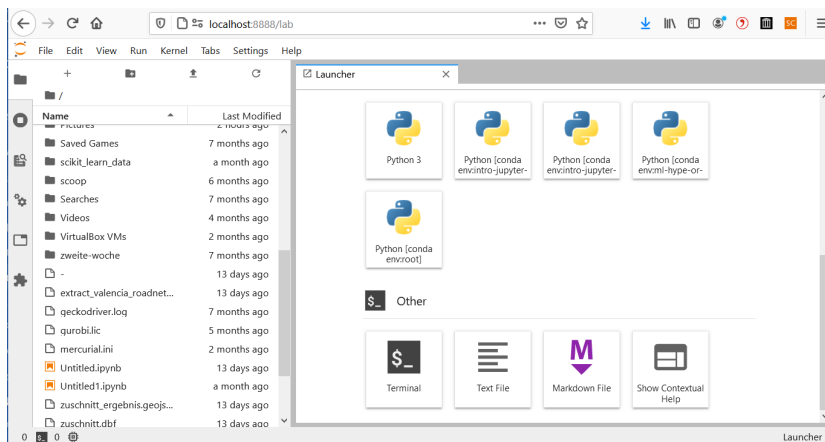 localhost:8888/lab
SC
File Edit View Run Kernel Tabs Settings Help
+
Launcher ×
/
Name Last Modified
Pictures 2 hours ago
Saved Games 7 months ago
scikit_learn_data a month ago
scoop 6 months ago
Searches 7 months ago
Videos 4 months ago
VirtualBox VMs 2 months ago
zweite-woche 7 months ago
- 13 days ago
extract_valencia_roadnet... 13 days ago
geckodriver.log 7 months ago
gurobi.lic 5 months ago
mercurial.ini 2 months ago
Untitled.ipynb 13 days ago
Untitled1.ipynb a month ago
zuschnitt_ergebnis.geojs... 13 days ago
zuschnitt.dbf 13 days ago
Python 3
Python [conda
env:intro-jupyter-
Python [conda
env:intro-jupyter-
Python [conda
env:ml-hype-or-
Python [conda
env:root]
$_ Other
$_
Terminal
Text File
M
Markdown File
Show Contextual
Help
0 $_ 0 Launcher